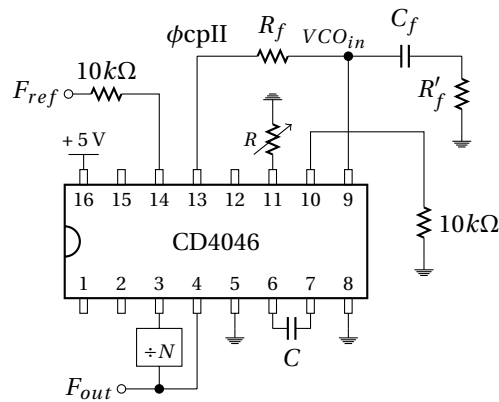 ϕcpII
R_f
VCO_in
C_f
R′_f
F_ref
10kΩ
+5V
R
10kΩ
16 15 14 13 12 11 10 9
CD4046
1 2 3 4 5 6 7 8
÷N
C
F_out